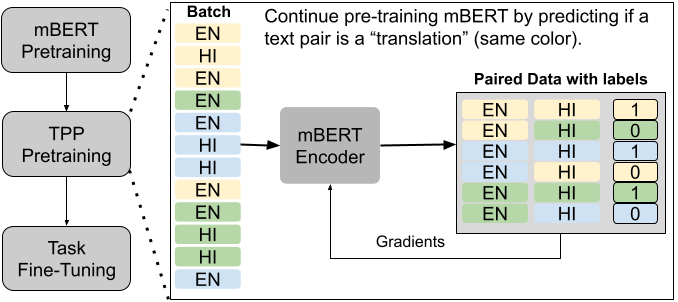 mBERT
Pretraining
TPP
Pretraining
Task
Fine-Tuning
Batch
EN
HI
EN
EN
EN
HI
HI
EN
EN
HI
HI
EN
Continue pre-training mBERT by predicting if a
text pair is a “translation” (same color).
mBERT
Encoder
Gradients
Paired Data with labels
EN HI 1
EN HI 0
EN HI 1
EN HI 0
EN HI 1
EN HI 0